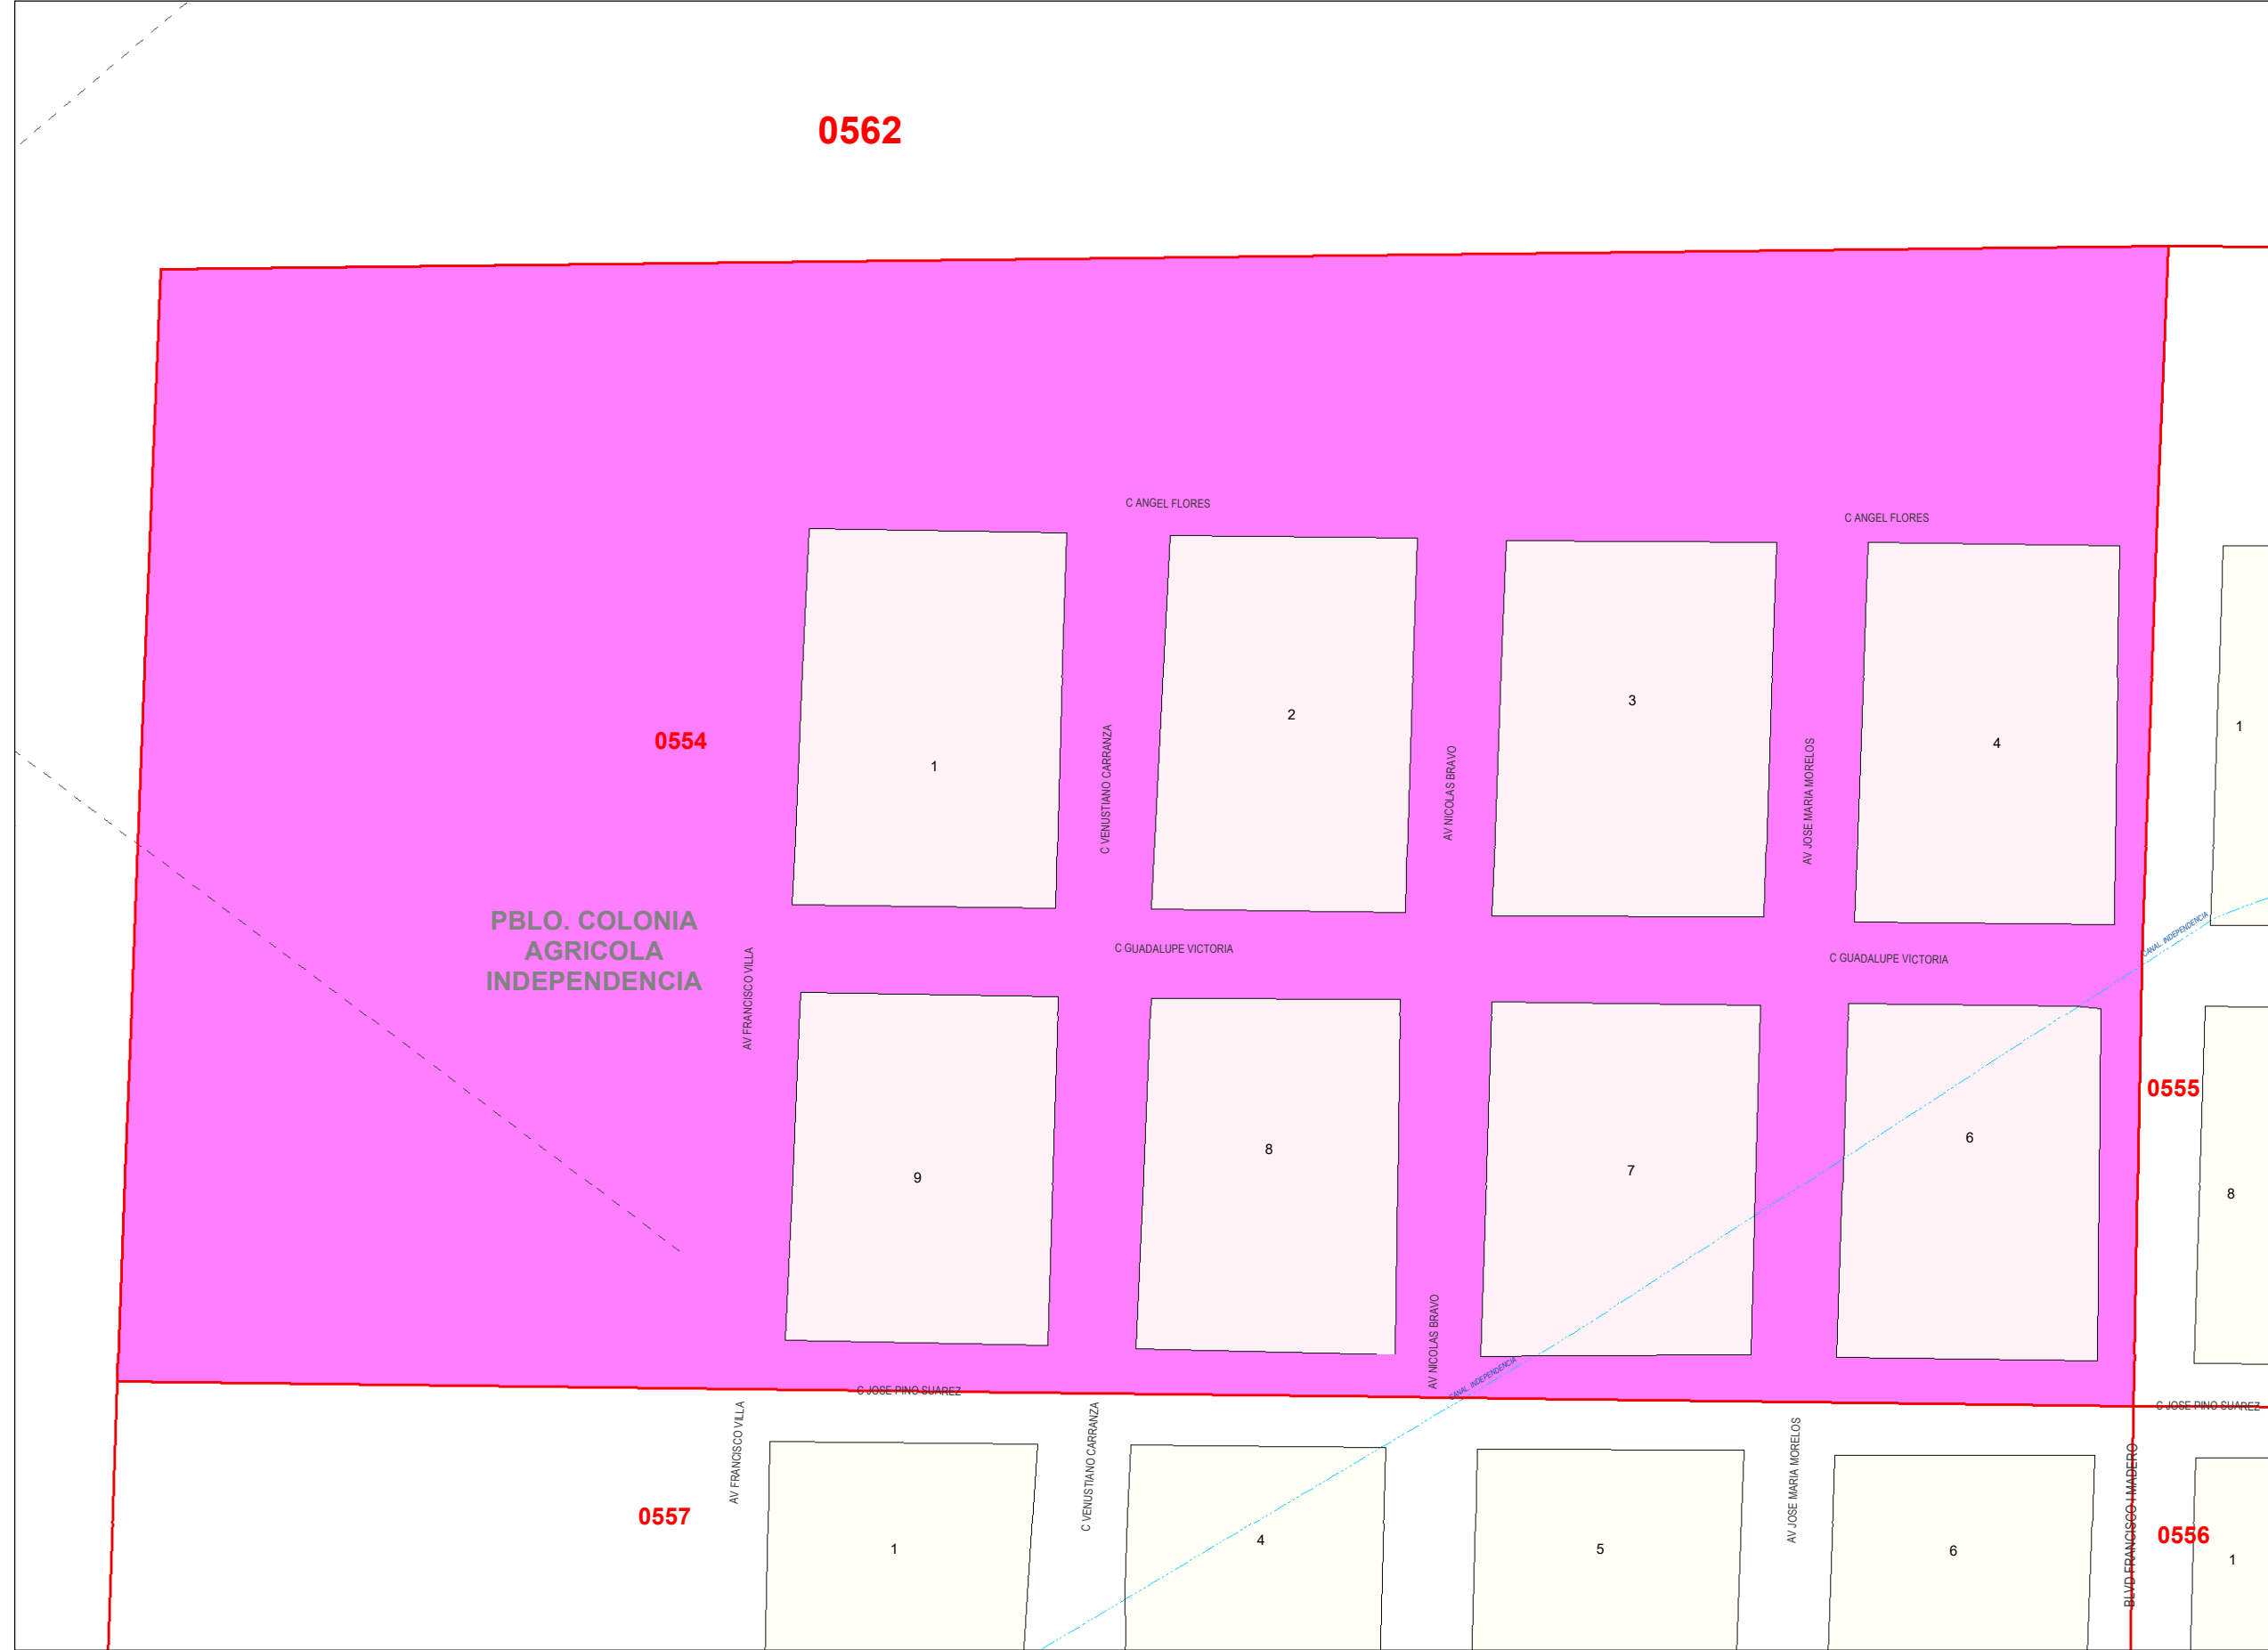 0562
C ANGEL FLORES
C ANGEL FLORES
0554
1
2
3
4
1
C VENUSTIANO CARRANZA
AV NICOLAS BRAVO
AV JOSE MARIA MORELOS
PBLO. COLONIA
AGRICOLA
INDEPENDENCIA
AV FRANCISCO VILLA
C GUADALUPE VICTORIA
C GUADALUPE VICTORIA
CANAL INDEPENDENCIA
0555
9
8
7
6
8
AV NICOLAS BRAVO
CANAL INDEPENDENCIA
C JOSE PINO SUAREZ
C JOSE PINO SUAREZ
AV FRANCISCO VILLA
C VENUSTIANO CARRANZA
AV JOSE MARIA MORELOS
BLVD FRANCISCO I MADERO
0557
0556
1
4
5
6
1